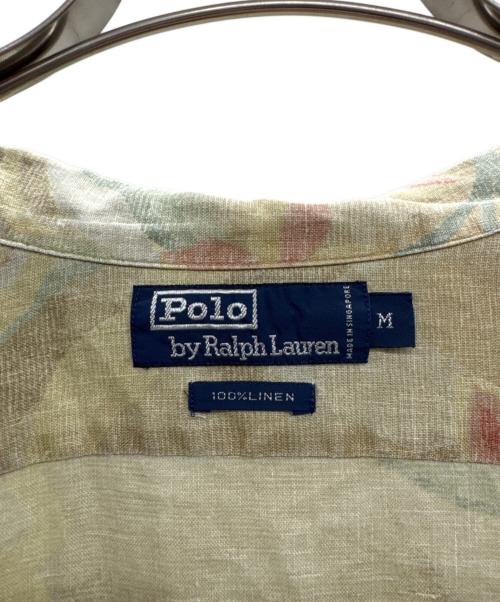 Polo
by Ralph Lauren
MADE IN SINGAPORE
M
100%LINEN